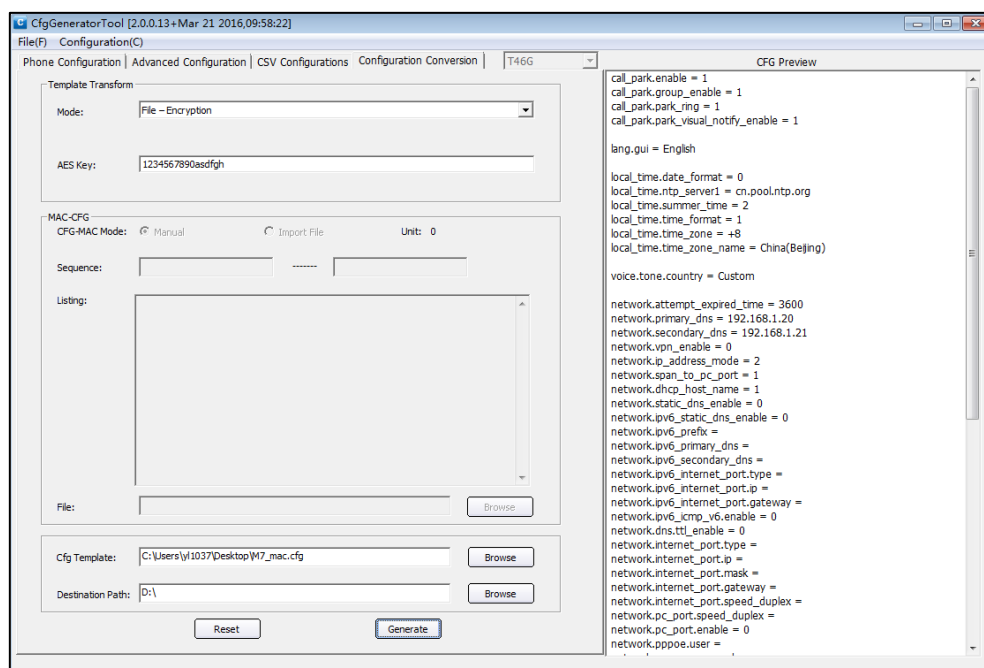 CfgGeneratorTool [2.0.0.13+Mar 21 2016,09:58:22]
File(F) Configuration(C)
Phone Configuration Advanced Configuration CSV Configurations Configuration Conversion T46G
Template Transform
Mode: File – Encryption
AES Key: 1234567890asdfgh
MAC-CFG
CFG-MAC Mode: Manual Import File Unit: 0
Sequence: -------
Listing:
File: Browse
Cfg Template: C:\Users\yl1037\Desktop\M7_mac.cfg Browse
Destination Path: D:\ Browse
Reset Generate
CFG Preview
call_park.enable = 1
call_park.group_enable = 1
call_park.park_ring = 1
call_park.park_visual_notify_enable = 1
lang.gui = English
local_time.date_format = 0
local_time.ntp_server1 = cn.pool.ntp.org
local_time.summer_time = 2
local_time.time_format = 1
local_time.time_zone = +8
local_time.time_zone_name = China(Beijing)
voice.tone.country = Custom
network.attempt_expired_time = 3600
network.primary_dns = 192.168.1.20
network.secondary_dns = 192.168.1.21
network.vpn_enable = 0
network.ip_address_mode = 2
network.span_to_pc_port = 1
network.dhcp_host_name = 1
network.static_dns_enable = 0
network.ipv6_static_dns_enable = 0
network.ipv6_prefix =
network.ipv6_primary_dns =
network.ipv6_secondary_dns =
network.ipv6_internet_port.type =
network.ipv6_internet_port.ip =
network.ipv6_internet_port.gateway =
network.ipv6_icmp_v6.enable = 0
network.dns.ttl_enable = 0
network.internet_port.type =
network.internet_port.ip =
network.internet_port.mask =
network.internet_port.gateway =
network.internet_port.speed_duplex =
network.pc_port.speed_duplex =
network.pc_port.enable = 0
network.pppoe.user =